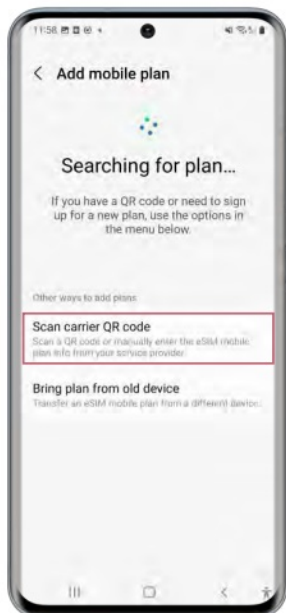 11:58
Add mobile plan
Searching for plan...
If you have a QR code or need to sign
up for a new plan, use the options in
the menu below.
Other ways to add plans
Scan carrier QR code
Scan a QR code or manually enter the eSIM mobile
plan info from your service provider.
Bring plan from old device
Transfer an eSIM mobile plan from a different device.